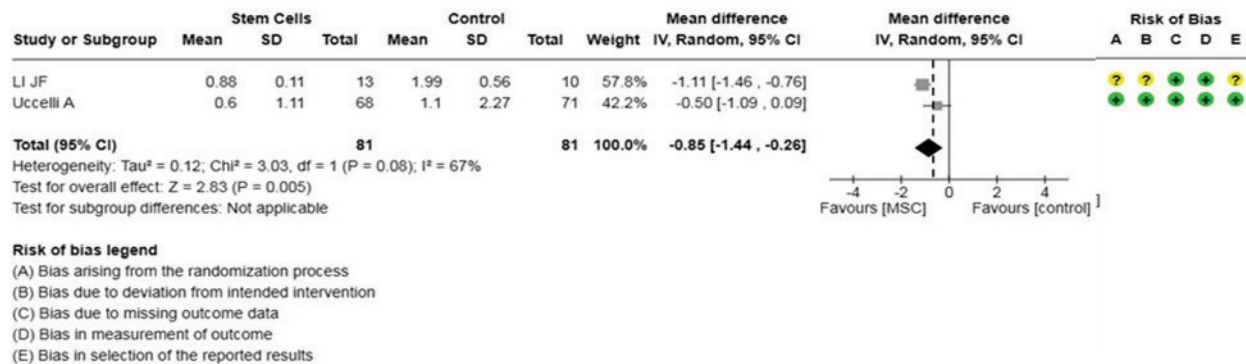 Stem Cells Control Mean difference Mean difference Risk of Bias
Study or Subgroup Mean SD Total Mean SD Total Weight IV, Random, 95% CI IV, Random, 95% CI A B C D E
LI JF 0.88 0.11 13 1.99 0.56 10 57.8% -1.11 [-1.46 , -0.76] ? ? + + ?
Uccelli A 0.6 1.11 68 1.1 2.27 71 42.2% -0.50 [-1.09 , 0.09] + + + + +
Total (95% CI) 81 81 100.0% -0.85 [-1.44 , -0.26]
Heterogeneity: Tau² = 0.12; Chi² = 3.03, df = 1 (P = 0.08); I² = 67%
Test for overall effect: Z = 2.83 (P = 0.005)
Test for subgroup differences: Not applicable
-4 -2 0 2 4
Favours [MSC] Favours [control] ]
Risk of bias legend
(A) Bias arising from the randomization process
(B) Bias due to deviation from intended intervention
(C) Bias due to missing outcome data
(D) Bias in measurement of outcome
(E) Bias in selection of the reported results